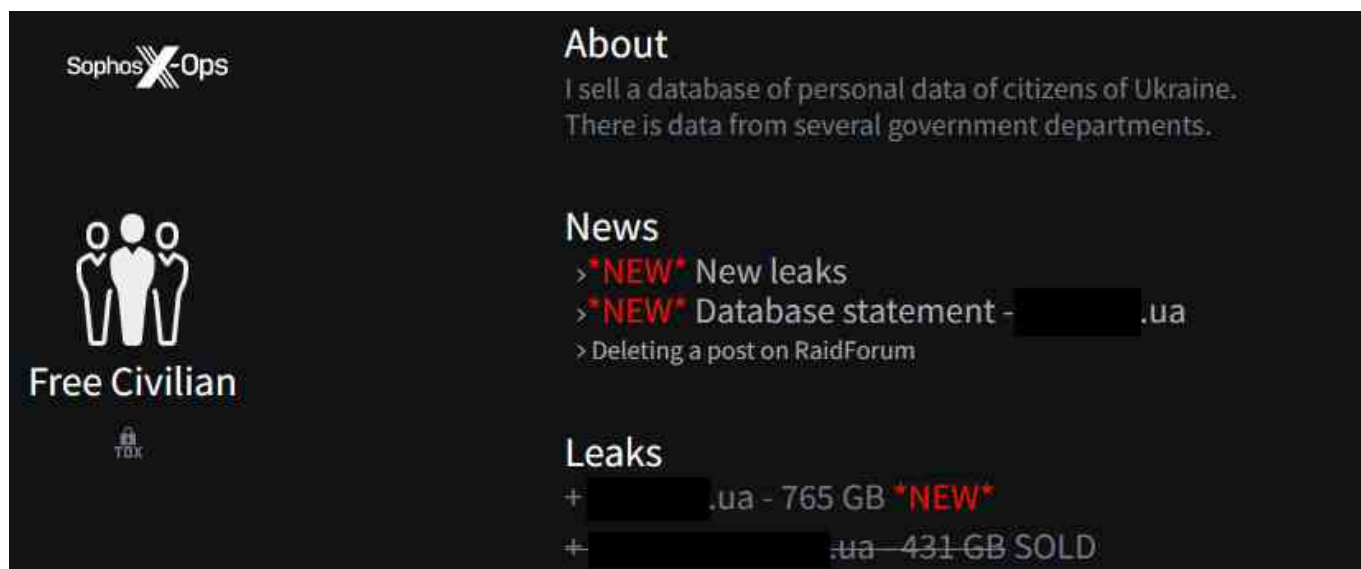 Sophos X-Ops
About
I sell a database of personal data of citizens of Ukraine.
There is data from several government departments.
News
›*NEW* New leaks
›*NEW* Database statement - .ua
› Deleting a post on RaidForum
Free Civilian
TOX
Leaks
+ .ua - 765 GB *NEW*
+ .ua - 431 GB SOLD